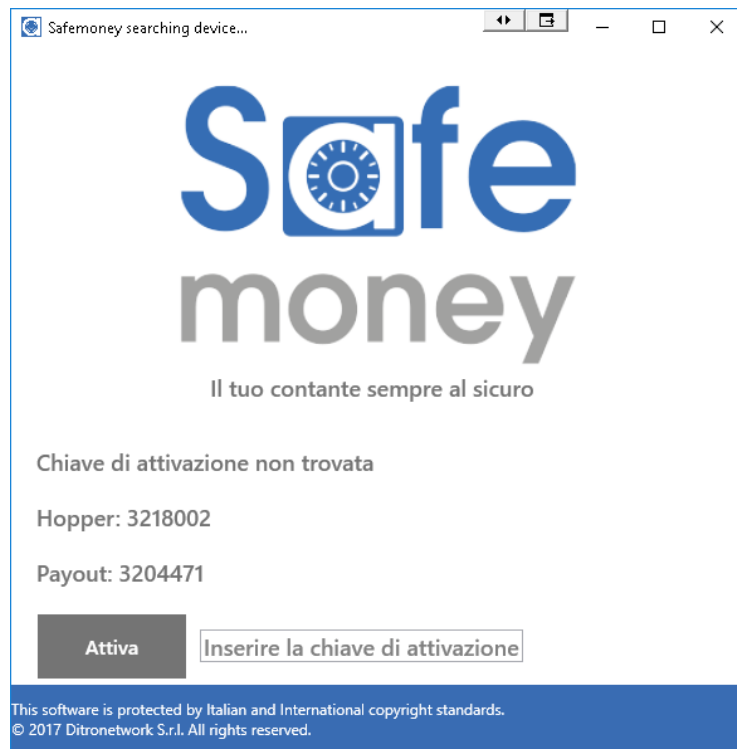 Safemoney searching device...
Safe
money
Il tuo contante sempre al sicuro
Chiave di attivazione non trovata
Hopper: 3218002
Payout: 3204471
Attiva
Inserire la chiave di attivazione
This software is protected by Italian and International copyright standards.
© 2017 Ditronetwork S.r.l. All rights reserved.